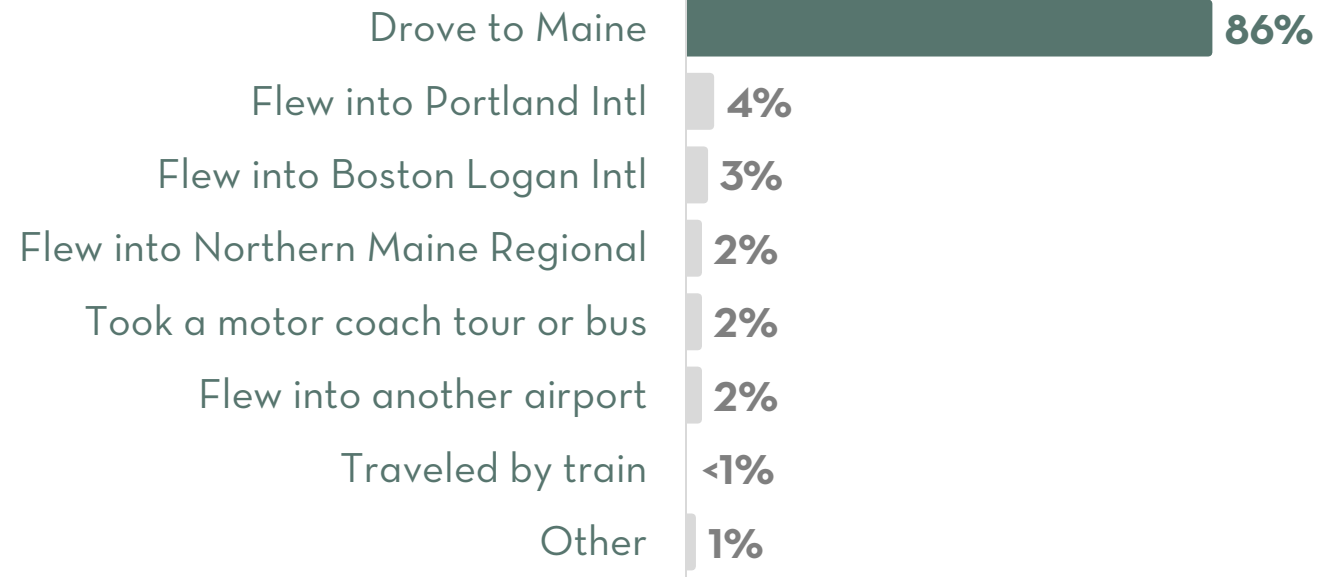 Drove to Maine 86%
Flew into Portland Intl 4%
Flew into Boston Logan Intl 3%
Flew into Northern Maine Regional 2%
Took a motor coach tour or bus 2%
Flew into another airport 2%
Traveled by train <1%
Other 1%